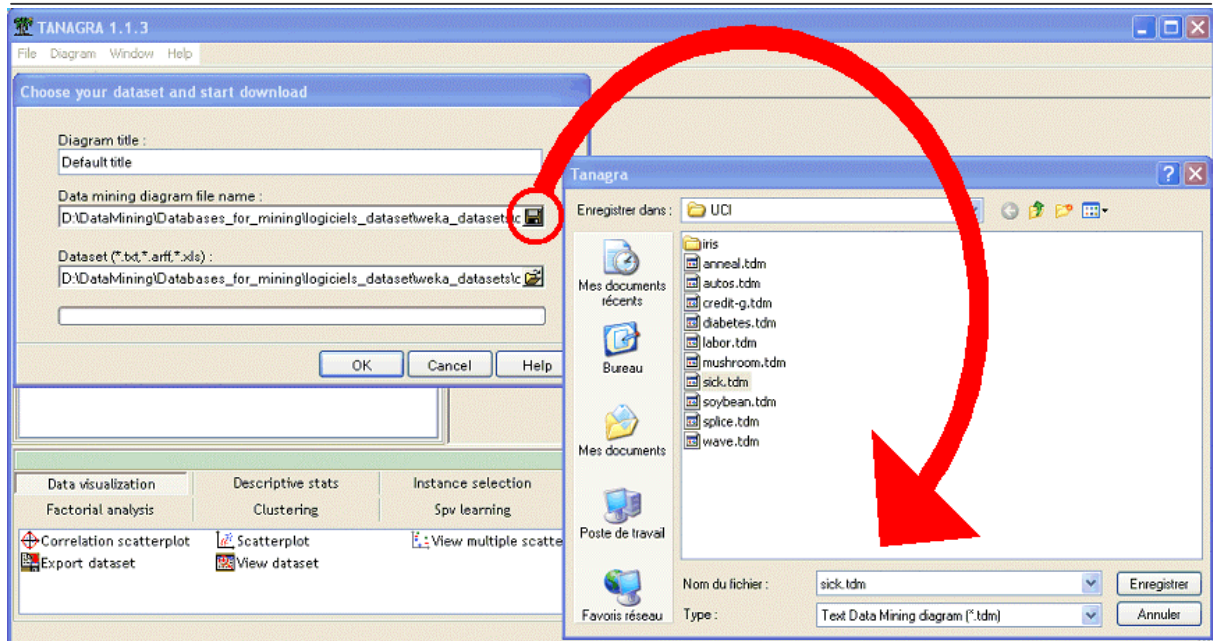 TANAGRA 1.1.3
File Diagram Window Help
Choose your dataset and start download
Diagram title :
Default title
Data mining diagram file name :
D:\DataMining\Databases_for_mining\logiciels_dataset\weka_datasets\c
Dataset (*.txt,*.arff,*.xls) :
D:\DataMining\Databases_for_mining\logiciels_dataset\weka_datasets\c
OK Cancel Help
Data visualization Descriptive stats Instance selection
Factorial analysis Clustering Spv learning
Correlation scatterplot Scatterplot View multiple scatte
Export dataset View dataset
Tanagra
Enregistrer dans : UCI
Mes documents récents
Bureau
Mes documents
Poste de travail
Favoris réseau
iris
anneal.tdm
autos.tdm
credit-g.tdm
diabetes.tdm
labor.tdm
mushroom.tdm
sick.tdm
soybean.tdm
splice.tdm
wave.tdm
Nom du fichier : sick.tdm Enregistrer
Type : Text Data Mining diagram (*.tdm) Annuler